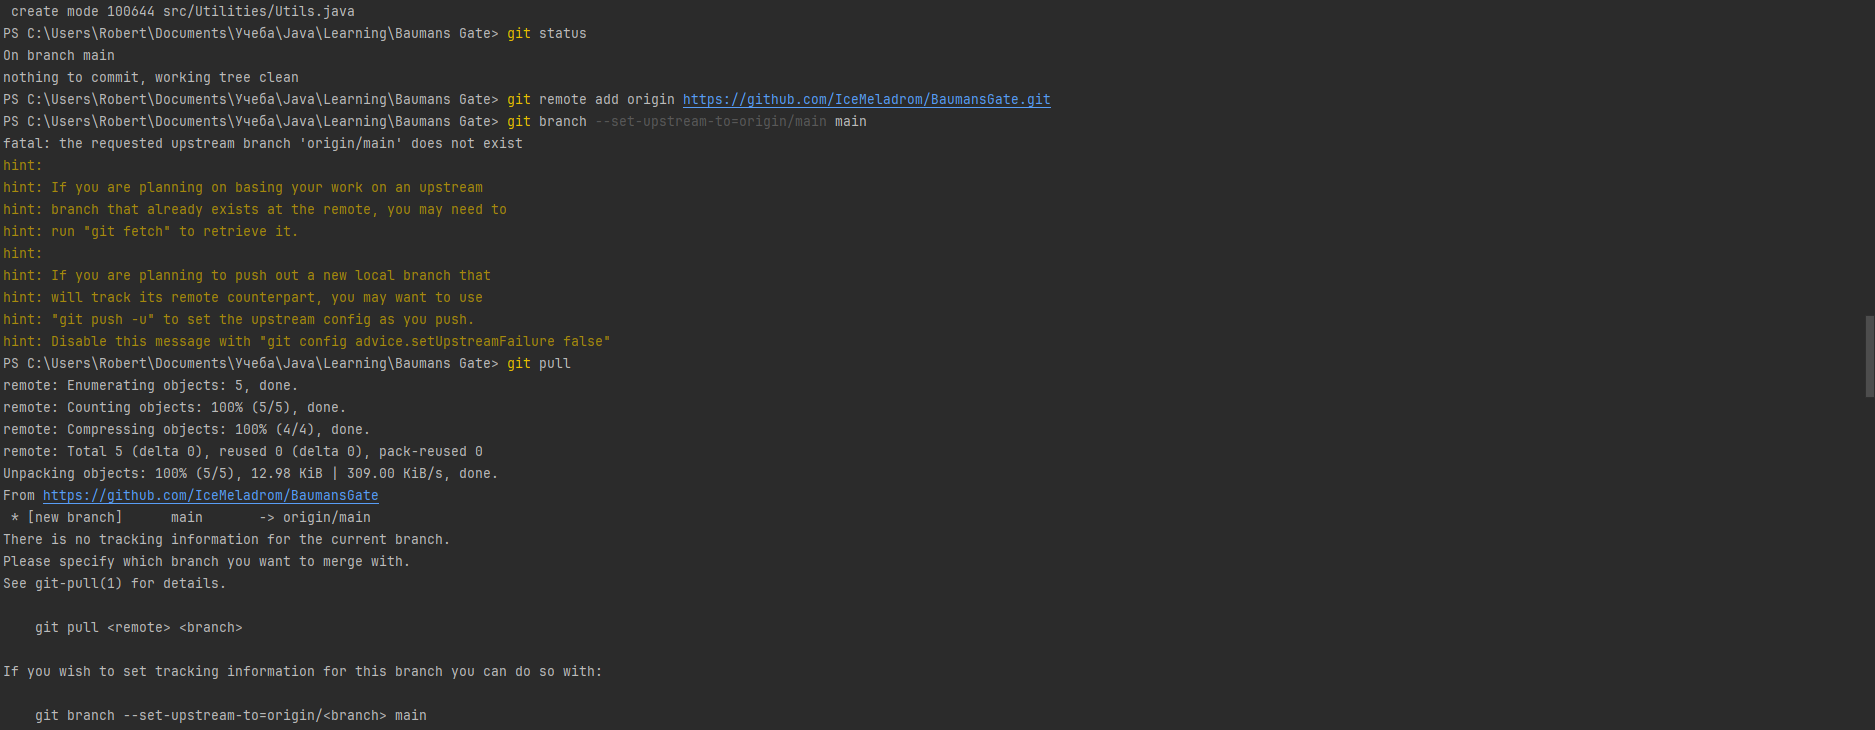 create mode 100644 src/Utilities/Utils.java
PS C:\Users\Robert\Documents\Учеба\Java\Learning\Baumans Gate> git status
On branch main
nothing to commit, working tree clean
PS C:\Users\Robert\Documents\Учеба\Java\Learning\Baumans Gate> git remote add origin https://github.com/IceMeladrom/BaumansGate.git
PS C:\Users\Robert\Documents\Учеба\Java\Learning\Baumans Gate> git branch --set-upstream-to=origin/main main
fatal: the requested upstream branch 'origin/main' does not exist
hint:
hint: If you are planning on basing your work on an upstream
hint: branch that already exists at the remote, you may need to
hint: run "git fetch" to retrieve it.
hint:
hint: If you are planning to push out a new local branch that
hint: will track its remote counterpart, you may want to use
hint: "git push -u" to set the upstream config as you push.
hint: Disable this message with "git config advice.setUpstreamFailure false"
PS C:\Users\Robert\Documents\Учеба\Java\Learning\Baumans Gate> git pull
remote: Enumerating objects: 5, done.
remote: Counting objects: 100% (5/5), done.
remote: Compressing objects: 100% (4/4), done.
remote: Total 5 (delta 0), reused 0 (delta 0), pack-reused 0
Unpacking objects: 100% (5/5), 12.98 KiB | 309.00 KiB/s, done.
From https://github.com/IceMeladrom/BaumansGate
 * [new branch]      main       -> origin/main
There is no tracking information for the current branch.
Please specify which branch you want to merge with.
See git-pull(1) for details.
    git pull <remote> <branch>
If you wish to set tracking information for this branch you can do so with:
    git branch --set-upstream-to=origin/<branch> main